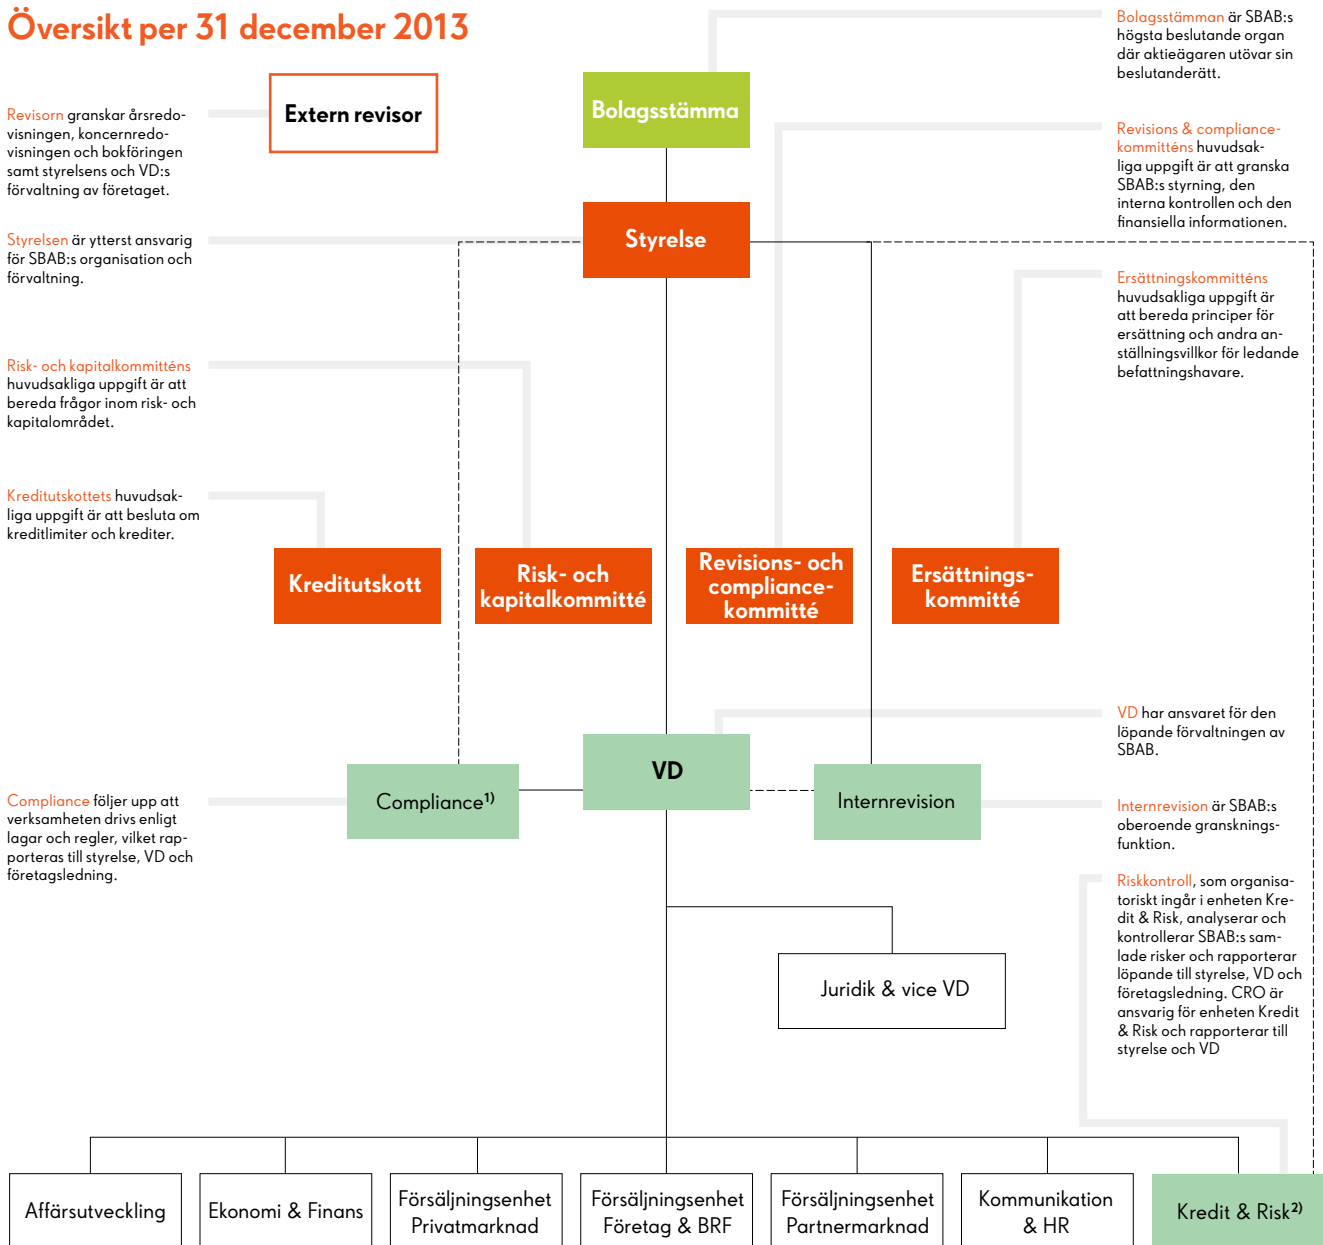 Översikt per 31 december 2013
Bolagsstämman är SBAB:s
högsta beslutande organ
där aktieägaren utövar sin
beslutanderätt.
Extern revisor
Bolagsstämma
Revisorn granskar årsredo-
visningen, koncernredo-
visningen och bokföringen
samt styrelsens och VD:s
förvaltning av företaget.
Revisions & compliance-
kommitténs huvudsak-
liga uppgift är att granska
SBAB:s styrning, den
interna kontrollen och den
finansiella informationen.
Styrelsen är ytterst ansvarig
för SBAB:s organisation och
förvaltning.
Styrelse
Ersättningskommitténs
huvudsakliga uppgift är
att bereda principer för
ersättning och andra an-
ställningsvillkor för ledande
befattningshavare.
Risk- och kapitalkommitténs
huvudsakliga uppgift är att
bereda frågor inom risk- och
kapitalområdet.
Kreditutskottets huvudsak-
liga uppgift är att besluta om
kreditlimiter och krediter.
Kreditutskott
Risk- och
kapitalkommitté
Revisions- och
compliance-
kommitté
Ersättnings-
kommitté
VD har ansvaret för den
löpande förvaltningen av
SBAB.
VD
Compliance1)
Internrevision
Compliance följer upp att
verksamheten drivs enligt
lagar och regler, vilket rap-
porteras till styrelse, VD och
företagsledning.
Internrevision är SBAB:s
oberoende gransknings-
funktion.
Riskkontroll, som organisa-
toriskt ingår i enheten Kre-
dit & Risk, analyserar och
kontrollerar SBAB:s sam-
lade risker och rapporterar
löpande till styrelse, VD och
företagsledning. CRO är
ansvarig för enheten Kredit
& Risk och rapporterar till
styrelse och VD
Juridik & vice VD
Affärsutveckling
Ekonomi & Finans
Försäljningsenhet
Privatmarknad
Försäljningsenhet
Företag & BRF
Försäljningsenhet
Partnermarknad
Kommunikation
& HR
Kredit & Risk2)